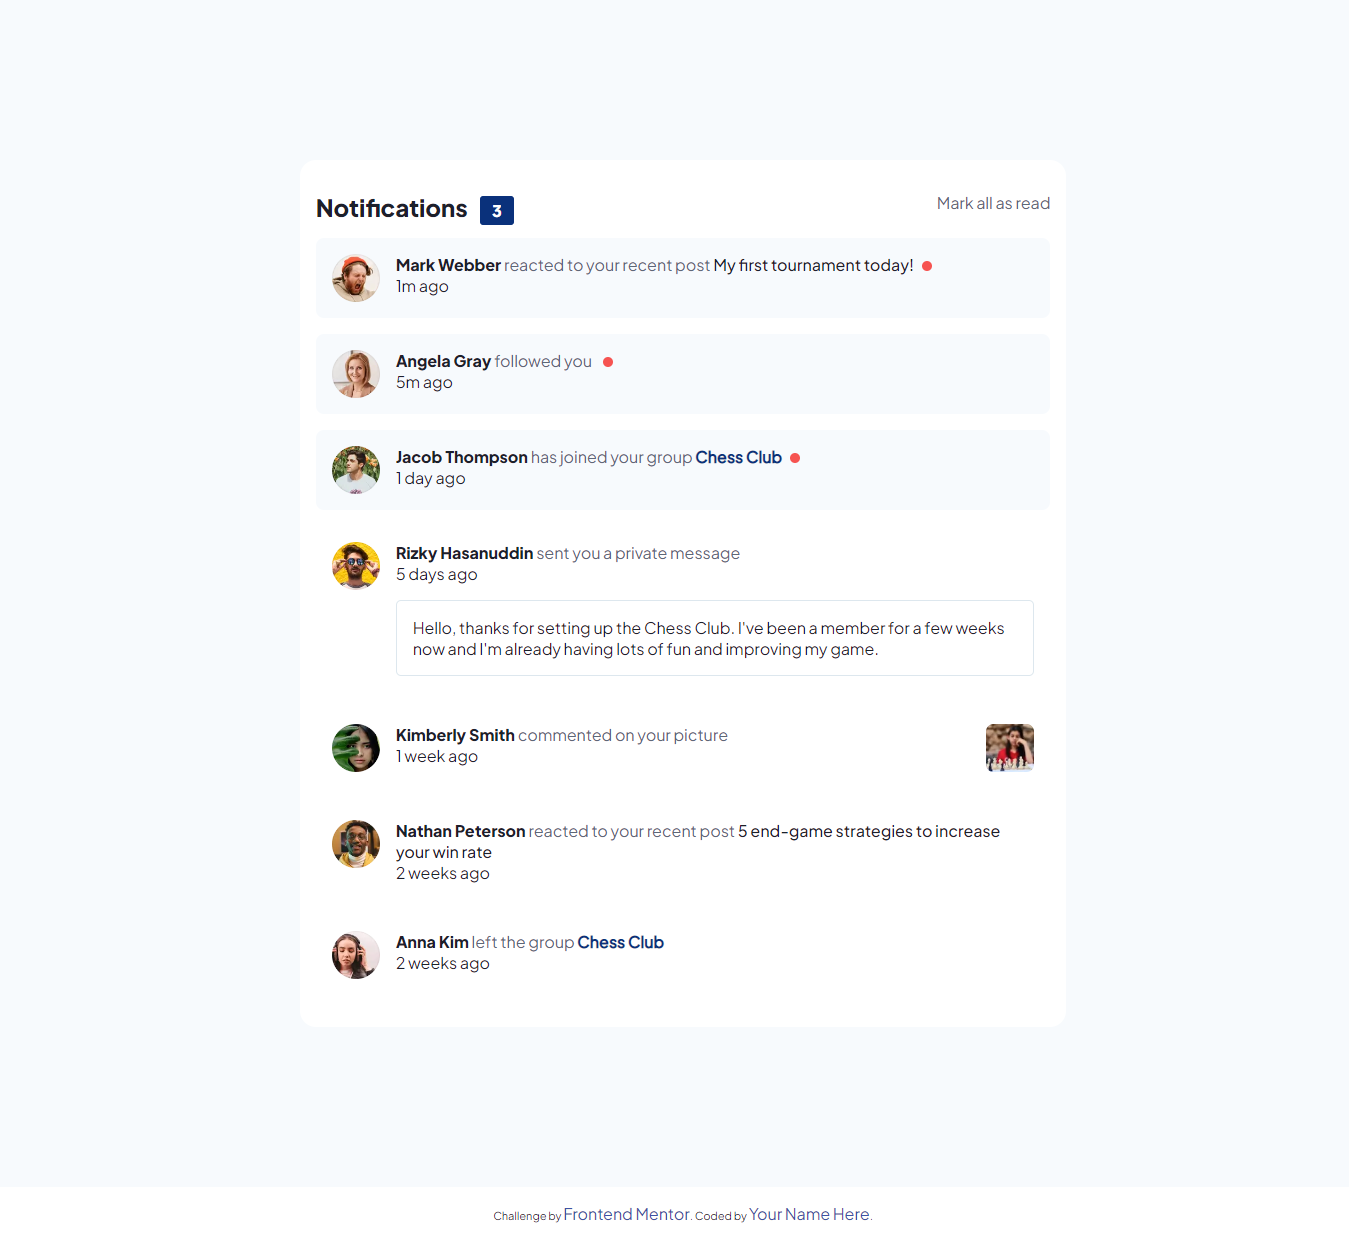 Notifications 3 Mark all as read
Mark Webber reacted to your recent post My first tournament today!
1m ago
Angela Gray followed you
5m ago
Jacob Thompson has joined your group Chess Club
1 day ago
Rizky Hasanuddin sent you a private message
5 days ago
Hello, thanks for setting up the Chess Club. I've been a member for a few weeks
now and I'm already having lots of fun and improving my game.
Kimberly Smith commented on your picture
1 week ago
Nathan Peterson reacted to your recent post 5 end-game strategies to increase
your win rate
2 weeks ago
Anna Kim left the group Chess Club
2 weeks ago
Challenge by Frontend Mentor. Coded by Your Name Here.